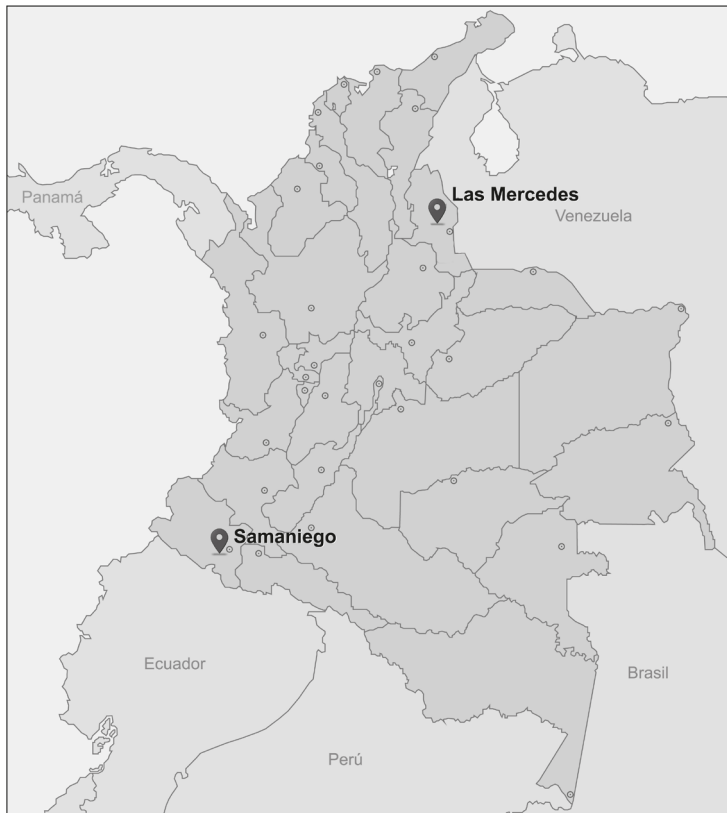 Panamá
Las Mercedes
Venezuela
Samaniego
Ecuador
Brasil
Perú